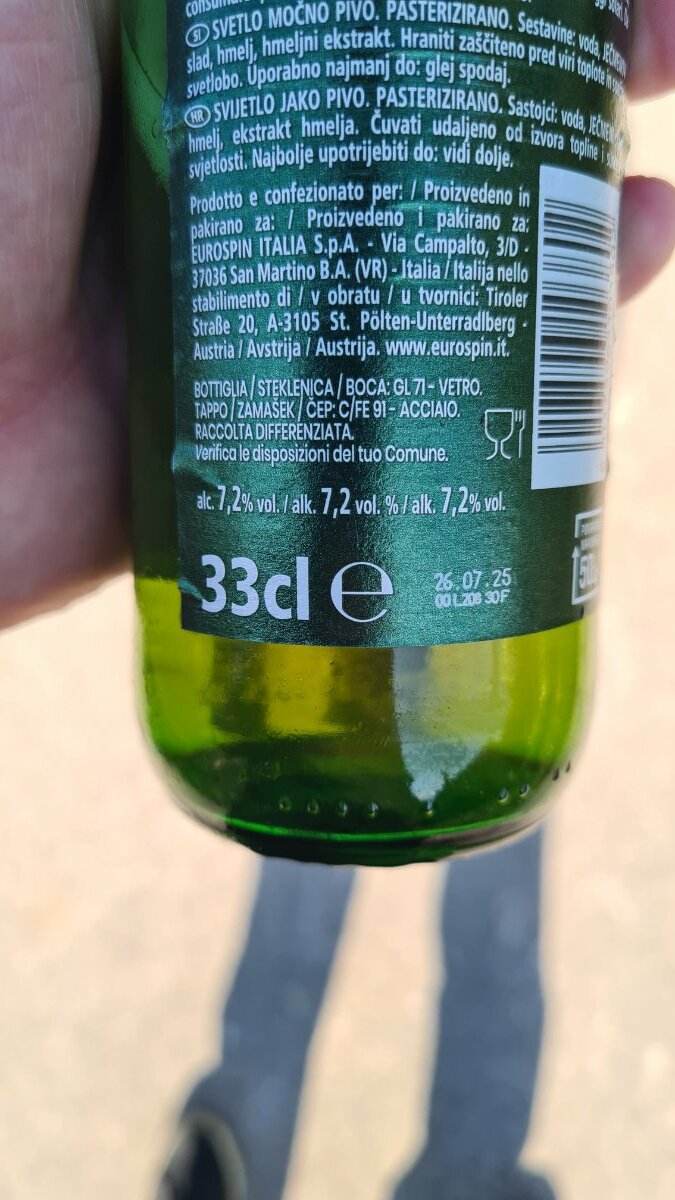 SI SVETLO MOČNO PIVO. PASTERIZIRANO. Sestavine: voda,
slad, hmelj, hmeljni ekstrakt. Hraniti zaščiteno pred viri toplote in
svetlobo. Uporabno najmanj do: glej spodaj.
HR SVIJETLO JAKO PIVO. PASTERIZIRANO. Sastojci: voda,
hmelj, ekstrakt hmelja. Čuvati udaljeno od izvora topline i
svjetlosti. Najbolje upotrijebiti do: vidi dolje.
Prodotto e confezionato per: / Proizvedeno in
pakirano za: / Proizvedeno i pakirano za:
EUROSPIN ITALIA S.p.A. - Via Campalto, 3/D -
37036 San Martino B.A. (VR) - Italia / Italija nello
stabilimento di / v obratu / u tvornici: Tiroler
Straße 20, A-3105 St. Pölten-Unterradlberg -
Austria / Avstrija / Austrija. www.eurospin.it.
BOTTIGLIA / STEKLENICA / BOCA: GL 71 - VETRO.
TAPPO / ZAMAŠEK / ČEP: C/FE 91 - ACCIAIO.
RACCOLTA DIFFERENZIATA.
Verifica le disposizioni del tuo Comune.
alc. 7,2% vol. / alk. 7,2 vol. % / alk. 7,2% vol.
33cl e
26.07.25
00 L208 30F